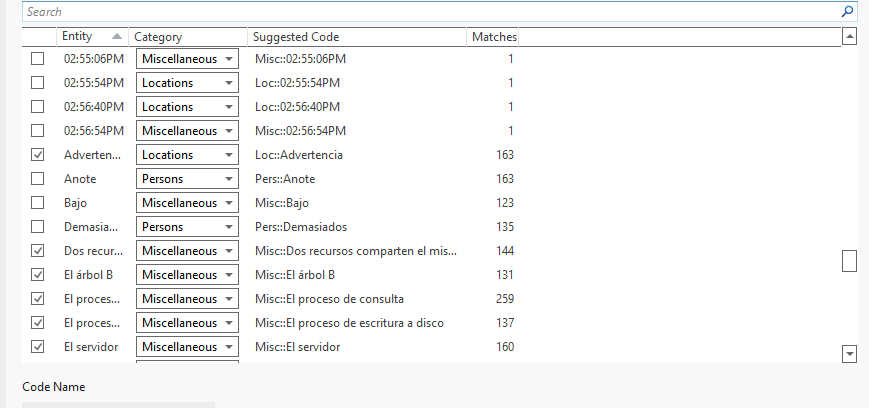 Search
Entity Category Suggested Code Matches
02:55:06PM Miscellaneous Misc::02:55:06PM 1
02:55:54PM Locations Loc::02:55:54PM 1
02:56:40PM Locations Loc::02:56:40PM 1
02:56:54PM Miscellaneous Misc::02:56:54PM 1
Adverten... Locations Loc::Advertencia 163
Anote Persons Pers::Anote 163
Bajo Miscellaneous Misc::Bajo 123
Demasia... Persons Pers::Demasiados 135
Dos recur... Miscellaneous Misc::Dos recursos comparten el mis... 144
El árbol B Miscellaneous Misc::El árbol B 131
El proces... Miscellaneous Misc::El proceso de consulta 259
El proces... Miscellaneous Misc::El proceso de escritura a disco 137
El servidor Miscellaneous Misc::El servidor 160
Code Name